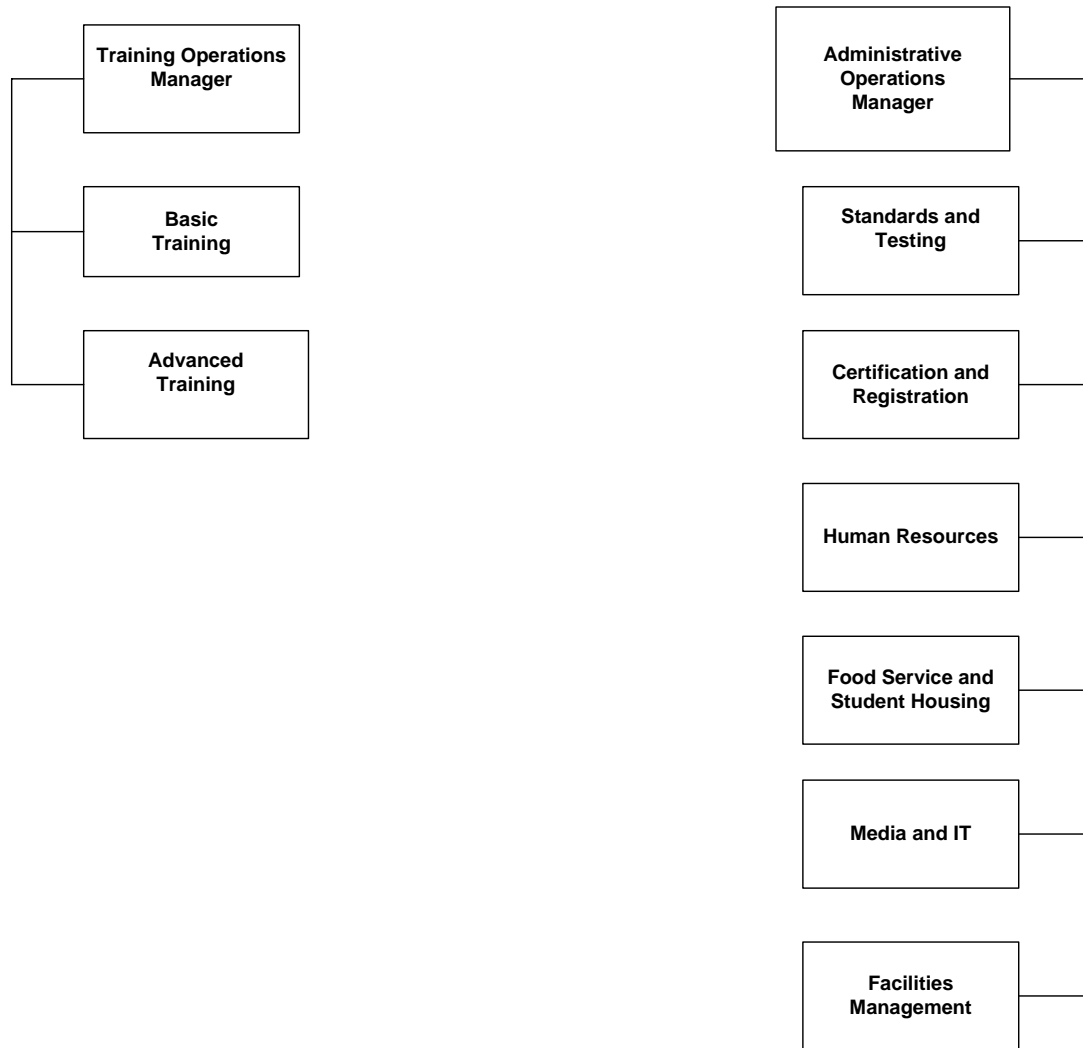 Training Operations
Manager
Basic
Training
Advanced
Training
Administrative
Operations
Manager
Standards and
Testing
Certification and
Registration
Human Resources
Food Service and
Student Housing
Media and IT
Facilities
Management